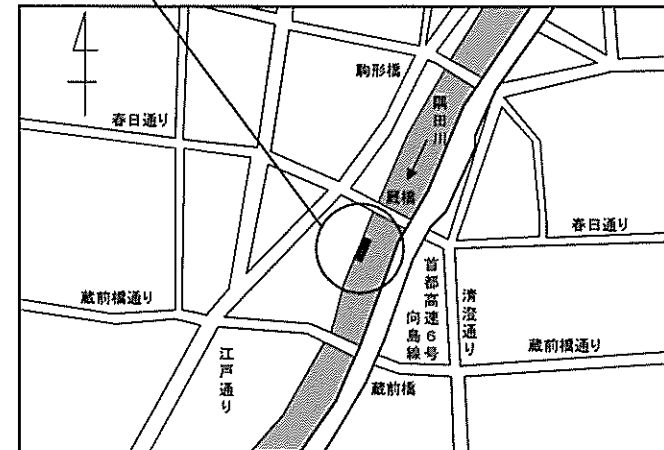 駒形橋
隅田川
春日通り
厩橋
春日通り
首都高速6号
向島線
清澄通り
蔵前橋通り
江戸通り
蔵前橋通り
蔵前橋